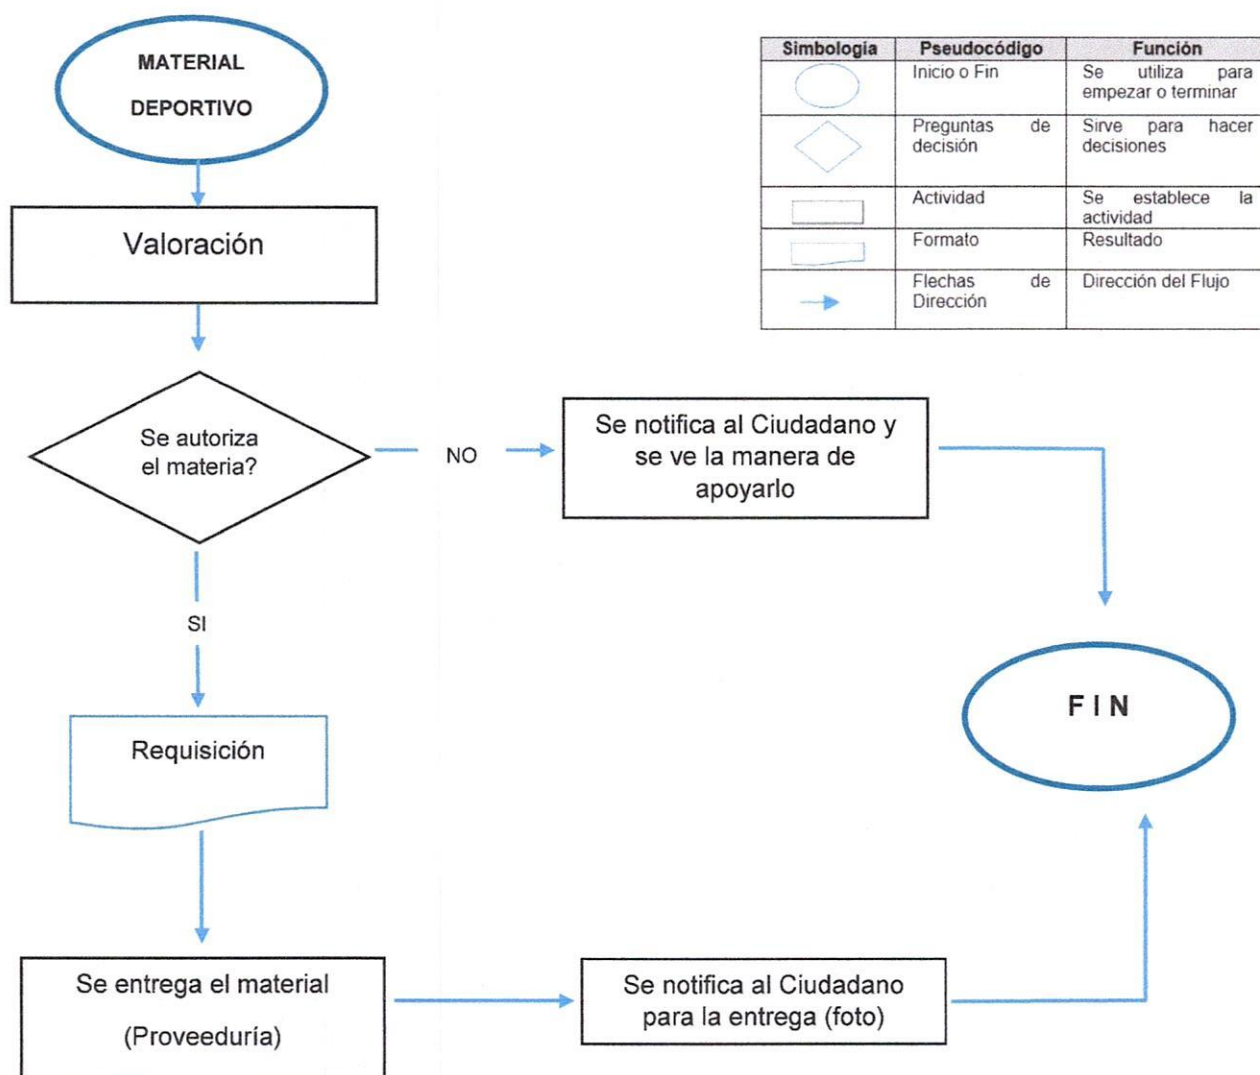 MATERIAL
DEPORTIVO
Simbología Pseudocódigo Función
Inicio o Fin Se utiliza para
empezar o terminar
Preguntas de Sirve para hacer
decisión decisiones
Actividad Se establece la
actividad
Formato Resultado
Flechas de Dirección del Flujo
Dirección
Valoración
Se autoriza
el materia?
NO
Se notifica al Ciudadano y
se ve la manera de
apoyarlo
SI
F I N
Requisición
Se entrega el material
(Proveeduría)
Se notifica al Ciudadano
para la entrega (foto)